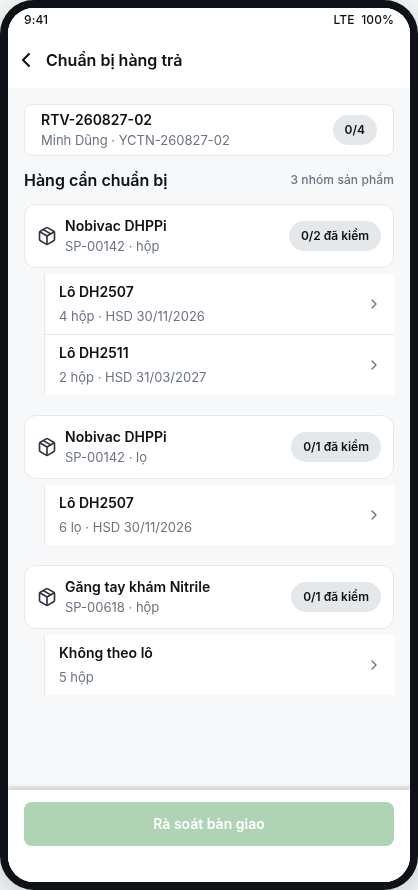 9:41
LTE 100%
Chuẩn bị hàng trả
RTV-260827-02
Minh Dũng · YCTN-260827-02
0/4
Hàng cần chuẩn bị
3 nhóm sản phẩm
Nobivac DHPPi
SP-00142 · hộp
0/2 đã kiểm
Lô DH2507
4 hộp · HSD 30/11/2026
Lô DH2511
2 hộp · HSD 31/03/2027
Nobivac DHPPi
SP-00142 · lọ
0/1 đã kiểm
Lô DH2507
6 lọ · HSD 30/11/2026
Găng tay khám Nitrile
SP-00618 · hộp
0/1 đã kiểm
Không theo lô
5 hộp
Rà soát bàn giao